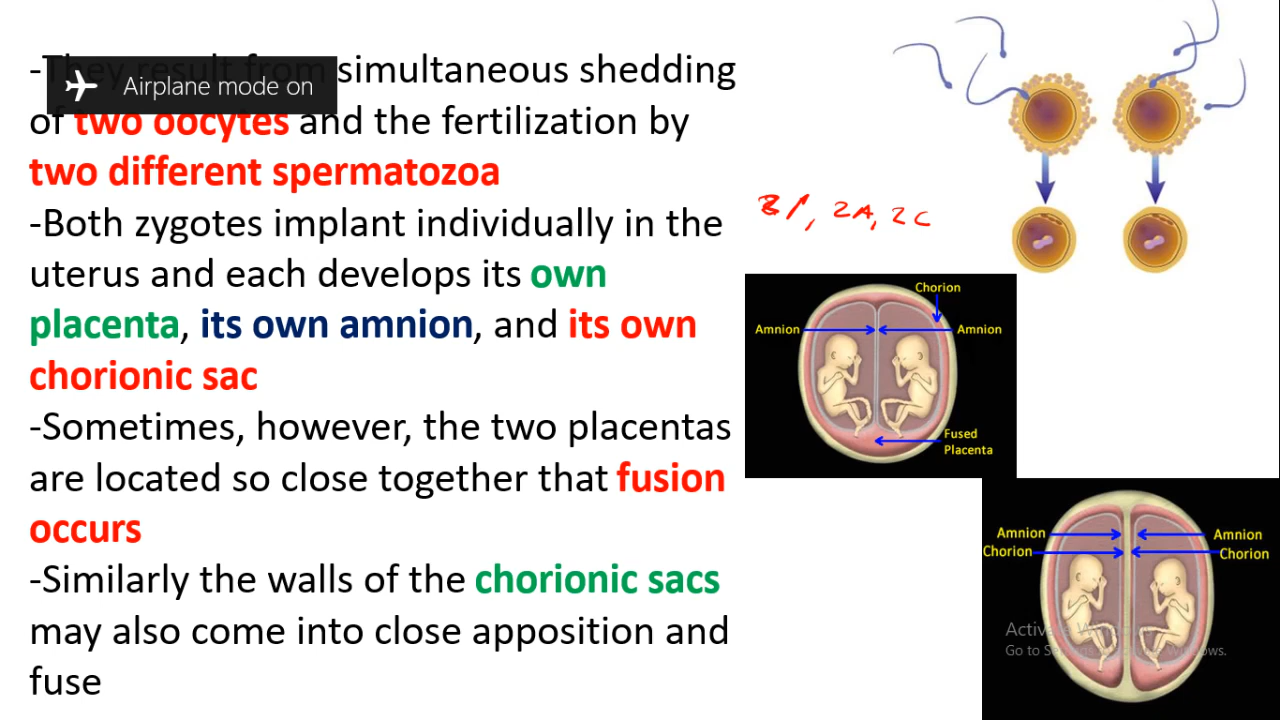 -They result from simultaneous shedding
Airplane mode on
of two oocytes and the fertilization by
two different spermatozoa
-Both zygotes implant individually in the
uterus and each develops its own
placenta, its own amnion, and its own
chorionic sac
-Sometimes, however, the two placentas
are located so close together that fusion
occurs
-Similarly the walls of the chorionic sacs
may also come into close apposition and
fuse
2A, 2C
Chorion
Amnion
Amnion
Fused
Placenta
Amnion
Amnion
Chorion
Chorion
Activate Windows
Go to Settings to activate Windows.